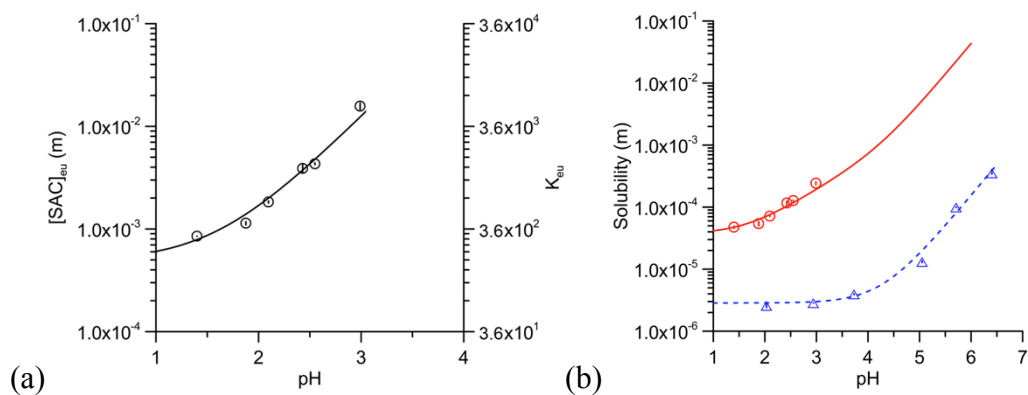 1.0x10⁻¹
1.0x10⁻²
1.0x10⁻³
1.0x10⁻⁴
[SAC]ₑᵤ (m)
1 2 3 4
pH
3.6x10⁴
3.6x10³
3.6x10²
3.6x10¹
Kₑᵤ
(a)
1.0x10⁰
1.0x10⁻¹
1.0x10⁻²
1.0x10⁻³
1.0x10⁻⁴
1.0x10⁻⁵
1.0x10⁻⁶
Solubility (m)
1 2 3 4 5 6 7
pH
(b)